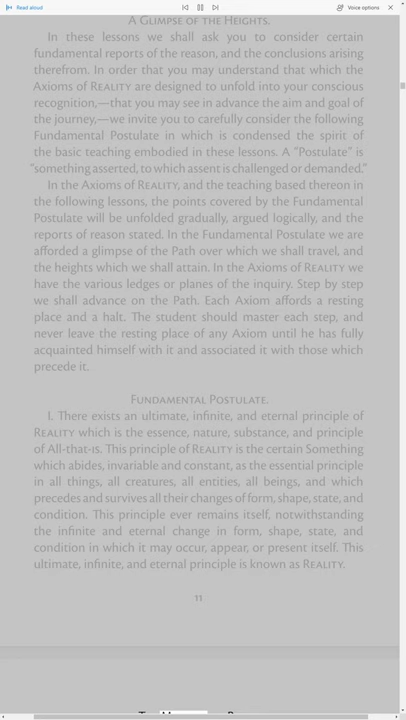 Read aloud
Voice options
A Glimpse of the Heights.
In these lessons we shall ask you to consider certain
fundamental reports of the reason, and the conclusions arising
therefrom. In order that you may understand that which the
Axioms of Reality are designed to unfold into your conscious
recognition,—that you may see in advance the aim and goal of
the journey,—we invite you to carefully consider the following
Fundamental Postulate in which is condensed the spirit of
the basic teaching embodied in these lessons. A “Postulate” is
“something asserted, to which assent is challenged or demanded.”
In the Axioms of Reality, and the teaching based thereon in
the following lessons, the points covered by the Fundamental
Postulate will be unfolded gradually, argued logically, and the
reports of reason stated. In the Fundamental Postulate we are
afforded a glimpse of the Path over which we shall travel, and
the heights which we shall attain. In the Axioms of Reality we
have the various ledges or planes of the inquiry. Step by step
we shall advance on the Path. Each Axiom affords a resting
place and a halt. The student should master each step, and
never leave the resting place of any Axiom until he has fully
acquainted himself with it and associated it with those which
precede it.
Fundamental Postulate.
I. There exists an ultimate, infinite, and eternal principle of
Reality which is the essence, nature, substance, and principle
of All-that-is. This principle of Reality is the certain Something
which abides, invariable and constant, as the essential principle
in all things, all creatures, all entities, all beings, and which
precedes and survives all their changes of form, shape, state, and
condition. This principle ever remains itself, notwithstanding
the infinite and eternal change in form, shape, state, and
condition in which it may occur, appear, or present itself. This
ultimate, infinite, and eternal principle is known as Reality.
11